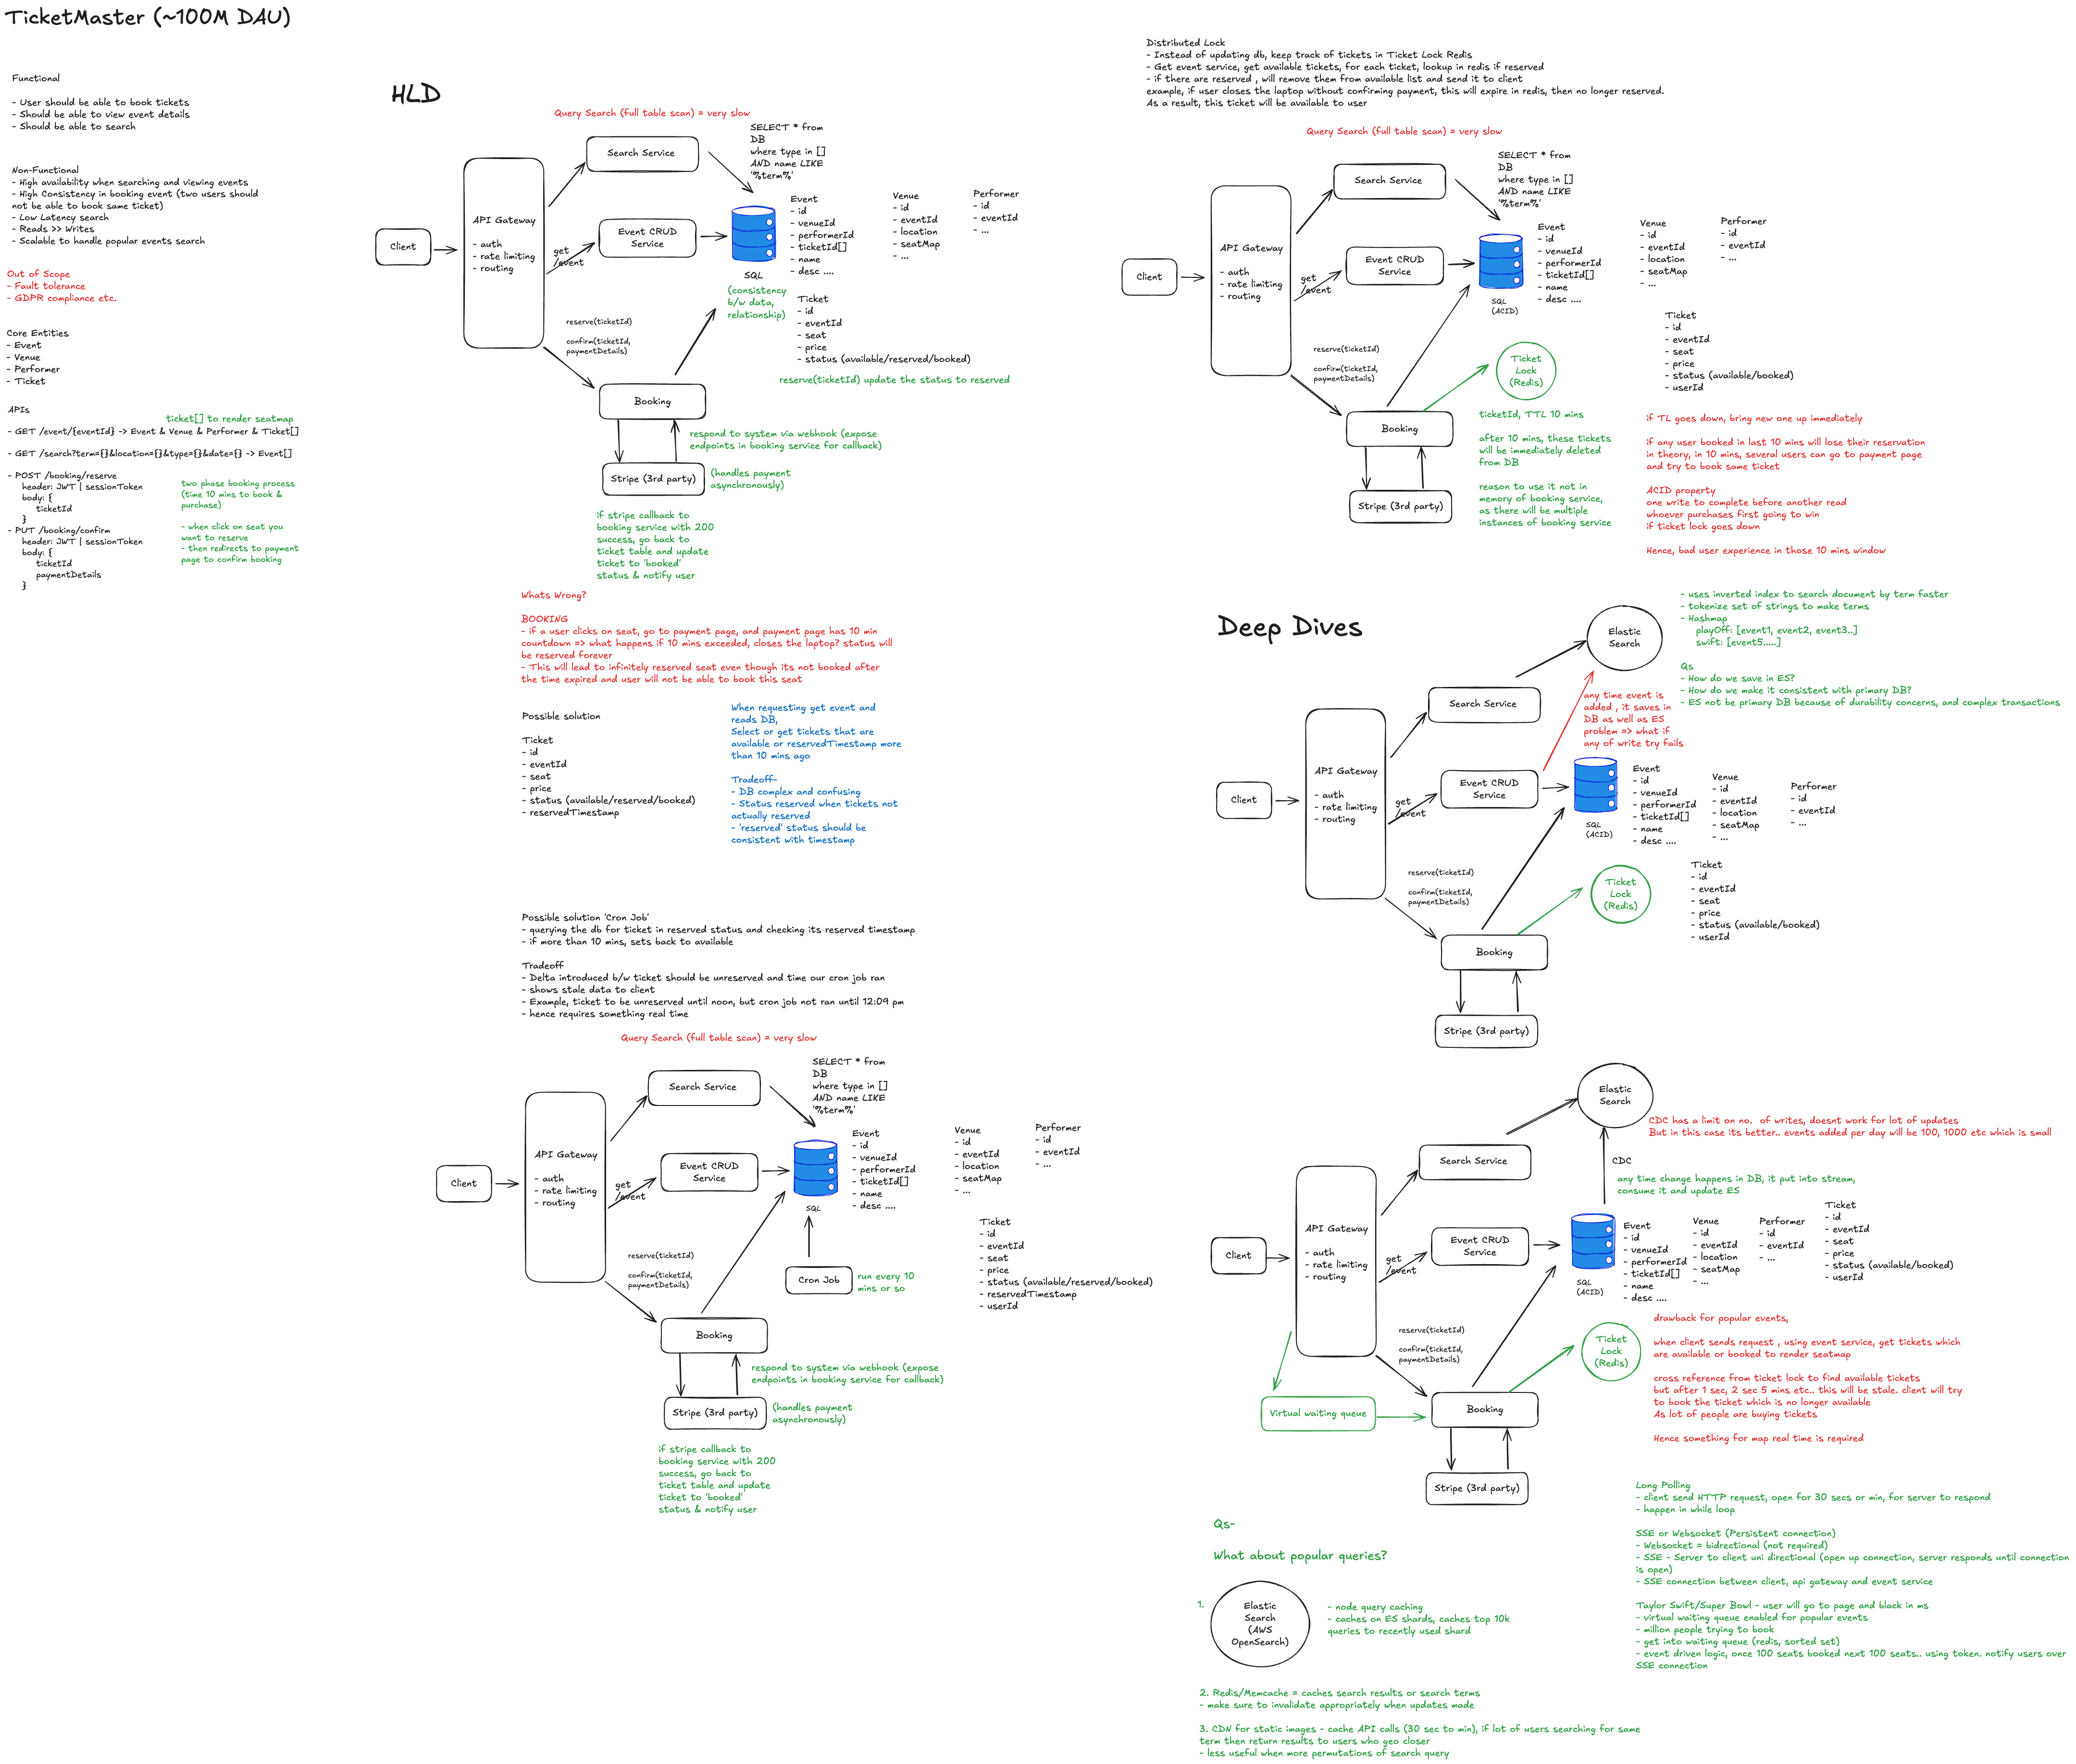 TicketMaster (~100M DAU)
Functional
- User should be able to book tickets
- Should be able to view event details
- Should be able to search
Non-Functional
- High availability when searching and viewing events
- High Consistency in booking event (two users should
not be able to book same ticket)
- Low Latency search
- Reads >> Writes
- Scalable to handle popular events search
Out of Scope
- Fault tolerance
- GDPR compliance etc.
Core Entities
- Event
- Venue
- Performer
- Ticket
APIs
ticket[] to render seatmap
- GET /event/{eventId} -> Event & Venue & Performer & Ticket[]
- GET /search?term={}&location={}&type={}&date={} -> Event[]
- POST /booking/reserve
header: JWT | sessionToken
body: {
ticketId
}
- PUT /booking/confirm
header: JWT | sessionToken
body: {
ticketId
paymentDetails
}
two phase booking process
(time 10 mins to book &
purchase)
- when click on seat you
want to reserve
- then redirects to payment
page to confirm booking
HLD
Query Search (full table scan) = very slow
Search Service
SELECT * from
DB
where type in []
AND name LIKE
'%term%'
Client
API Gateway
- auth
- rate limiting
- routing
get
/event
Event CRUD
Service
SQL
(consistency
b/w data,
relationship)
Event
- id
- venueId
- performerId
- ticketId[]
- name
- desc ....
Venue
- id
- eventId
- location
- seatMap
- ...
Performer
- id
- eventId
- ...
Ticket
- id
- eventId
- seat
- price
- status (available/reserved/booked)
reserve(ticketId) update the status to reserved
reserve(ticketId)
confirm(ticketId,
paymentDetails)
Booking
respond to system via webhook (expose
endpoints in booking service for callback)
Stripe (3rd party)
(handles payment
asynchronously)
if stripe callback to
booking service with 200
success, go back to
ticket table and update
ticket to 'booked'
status & notify user
Whats Wrong?
BOOKING
- if a user clicks on seat, go to payment page, and payment page has 10 min
countdown => what happens if 10 mins exceeded, closes the laptop? status will
be reserved forever
- This will lead to infinitely reserved seat even though its not booked after
the time expired and user will not be able to book this seat
Possible solution
Ticket
- id
- eventId
- seat
- price
- status (available/reserved/booked)
- reservedTimestamp
When requesting get event and
reads DB,
Select or get tickets that are
available or reservedTimestamp more
than 10 mins ago
Tradeoff-
- DB complex and confusing
- Status reserved when tickets not
actually reserved
- 'reserved' status should be
consistent with timestamp
Possible solution 'Cron Job'
- querying the db for ticket in reserved status and checking its reserved timestamp
- if more than 10 mins, sets back to available
Tradeoff
- Delta introduced b/w ticket should be unreserved and time our cron job ran
- shows stale data to client
- Example, ticket to be unreserved until noon, but cron job not ran until 12:09 pm
- hence requires something real time
Query Search (full table scan) = very slow
Search Service
SELECT * from
DB
where type in []
AND name LIKE
'%term%'
Client
API Gateway
- auth
- rate limiting
- routing
get
/event
Event CRUD
Service
SQL
Event
- id
- venueId
- performerId
- ticketId[]
- name
- desc ....
Venue
- id
- eventId
- location
- seatMap
- ...
Performer
- id
- eventId
- ...
Ticket
- id
- eventId
- seat
- price
- status (available/reserved/booked)
- reservedTimestamp
- userId
Cron Job
run every 10
mins or so
reserve(ticketId)
confirm(ticketId,
paymentDetails)
Booking
respond to system via webhook (expose
endpoints in booking service for callback)
Stripe (3rd party)
(handles payment
asynchronously)
if stripe callback to
booking service with 200
success, go back to
ticket table and update
ticket to 'booked'
status & notify user
Distributed Lock
- Instead of updating db, keep track of tickets in Ticket Lock Redis
- Get event service, get available tickets, for each ticket, lookup in redis if reserved
- if there are reserved , will remove them from available list and send it to client
example, if user closes the laptop without confirming payment, this will expire in redis, then no longer reserved.
As a result, this ticket will be available to user
Query Search (full table scan) = very slow
Search Service
SELECT * from
DB
where type in []
AND name LIKE
'%term%'
Client
API Gateway
- auth
- rate limiting
- routing
get
/event
Event CRUD
Service
SQL
(ACID)
Event
- id
- venueId
- performerId
- ticketId[]
- name
- desc ....
Venue
- id
- eventId
- location
- seatMap
- ...
Performer
- id
- eventId
- ...
Ticket
- id
- eventId
- seat
- price
- status (available/booked)
- userId
reserve(ticketId)
confirm(ticketId,
paymentDetails)
Ticket
Lock
(Redis)
Booking
Stripe (3rd party)
ticketId, TTL 10 mins
after 10 mins, these tickets
will be immediately deleted
from DB
reason to use it not in
memory of booking service,
as there will be multiple
instances of booking service
if TL goes down, bring new one up immediately
if any user booked in last 10 mins will lose their reservation
in theory, in 10 mins, several users can go to payment page
and try to book same ticket
ACID property
one write to complete before another read
whoever purchases first going to win
if ticket lock goes down
Hence, bad user experience in those 10 mins window
Deep Dives
Elastic
Search
- uses inverted index to search document by term faster
- tokenize set of strings to make terms
- Hashmap
playOff: [event1, event2, event3..]
swift: [event5.....]
Qs
- How do we save in ES?
- How do we make it consistent with primary DB?
- ES not be primary DB because of durability concerns, and complex transactions
Search Service
any time event is
added , it saves in
DB as well as ES
problem => what if
any of write try fails
Client
API Gateway
- auth
- rate limiting
- routing
get
/event
Event CRUD
Service
SQL
(ACID)
Event
- id
- venueId
- performerId
- ticketId[]
- name
- desc ....
Venue
- id
- eventId
- location
- seatMap
- ...
Performer
- id
- eventId
- ...
Ticket
- id
- eventId
- seat
- price
- status (available/booked)
- userId
reserve(ticketId)
confirm(ticketId,
paymentDetails)
Ticket
Lock
(Redis)
Booking
Stripe (3rd party)
Elastic
Search
CDC has a limit on no. of writes, doesnt work for lot of updates
But in this case its better.. events added per day will be 100, 1000 etc which is small
Search Service
CDC
any time change happens in DB, it put into stream,
consume it and update ES
Client
API Gateway
- auth
- rate limiting
- routing
get
/event
Event CRUD
Service
SQL
(ACID)
Event
- id
- venueId
- performerId
- ticketId[]
- name
- desc ....
Venue
- id
- eventId
- location
- seatMap
- ...
Performer
- id
- eventId
- ...
Ticket
- id
- eventId
- seat
- price
- status (available/booked)
- userId
reserve(ticketId)
confirm(ticketId,
paymentDetails)
Ticket
Lock
(Redis)
Virtual waiting queue
Booking
Stripe (3rd party)
drawback for popular events,
when client sends request , using event service, get tickets which
are available or booked to render seatmap
cross reference from ticket lock to find available tickets
but after 1 sec, 2 sec 5 mins etc.. this will be stale. client will try
to book the ticket which is no longer available
As lot of people are buying tickets
Hence something for map real time is required
Long Polling
- client send HTTP request, open for 30 secs or min, for server to respond
- happen in while loop
SSE or Websocket (Persistent connection)
- Websocket = bidrectional (not required)
- SSE - Server to client uni directional (open up connection, server responds until connection
is open)
- SSE connection between client, api gateway and event service
Taylor Swift/Super Bowl - user will go to page and black in ms
- virtual waiting queue enabled for popular events
- million people trying to book
- get into waiting queue (redis, sorted set)
- event driven logic, once 100 seats booked next 100 seats.. using token. notify users over
SSE connection
Qs-
What about popular queries?
1.
Elastic
Search
(AWS
OpenSearch)
- node query caching
- caches on ES shards, caches top 10k
queries to recently used shard
2. Redis/Memcache = caches search results or search terms
- make sure to invalidate appropriately when updates made
3. CDN for static images - cache API calls (30 sec to min), if lot of users searching for same
term then return results to users who geo closer
- less useful when more permutations of search query